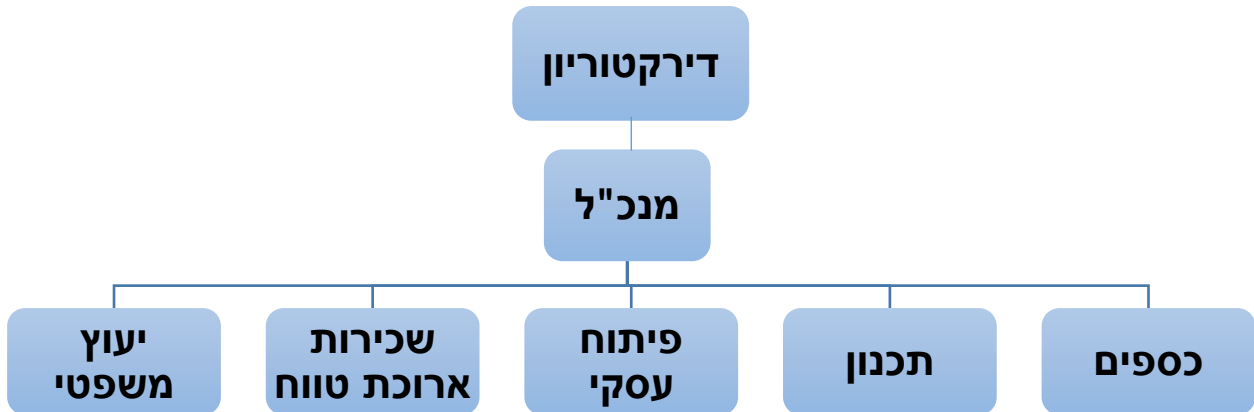 דירקטוריון
מנכ"ל
כספים
תכנון
פיתוח
עסקי
שכירות
ארוכת טווח
יעוץ
משפטי